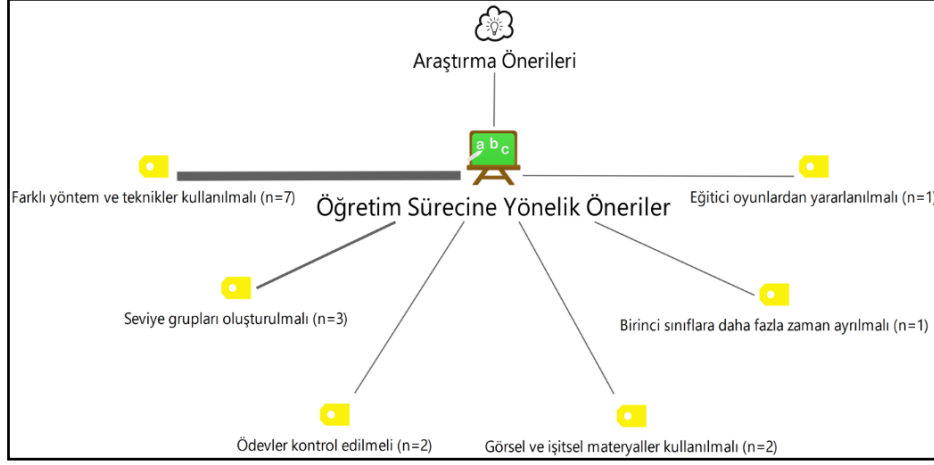 Araştırma Önerileri
a b c
Farklı yöntem ve teknikler kullanılmalı (n=7)
Eğitici oyunlardan yararlanılmalı (n=1)
Öğretim Sürecine Yönelik Öneriler
Seviye grupları oluşturulmalı (n=3)
Birinci sınıflara daha fazla zaman ayrılmalı (n=1)
Ödevler kontrol edilmeli (n=2)
Görsel ve işitsel materyaller kullanılmalı (n=2)